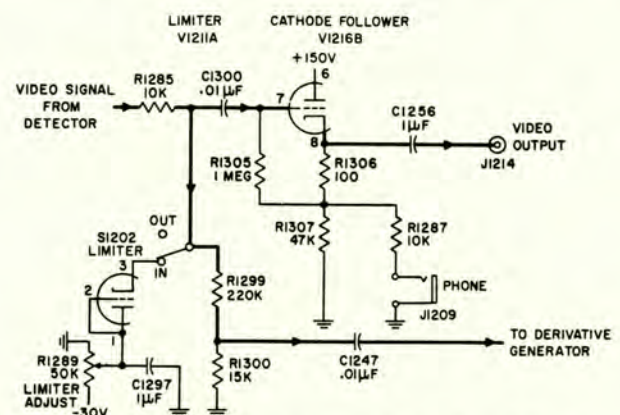 LIMITER
V1211A
CATHODE FOLLOWER
V1216B
+150V
6
VIDEO SIGNAL
FROM
DETECTOR
R1285
10K
C1300
.01µF
7
8
C1256
1µF
VIDEO
OUTPUT
J1214
R1305
1 MEG
R1306
100
OUT
S1202
LIMITER
IN
3
2
1
R1307
47K
R1287
10K
PHONE
J1209
R1299
220K
R1289
50K
LIMITER
ADJUST
-30V
C1297
1µF
R1300
15K
C1247
.01µF
TO DERIVATIVE
GENERATOR